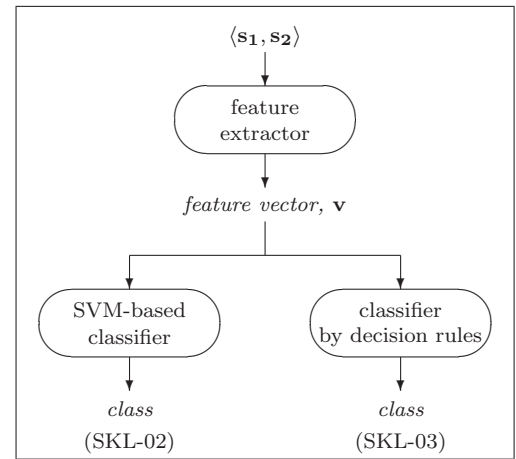 ⟨s₁, s₂⟩
feature
extractor
feature vector, v
SVM-based
classifier
classifier
by decision rules
class
class
(SKL-02)
(SKL-03)